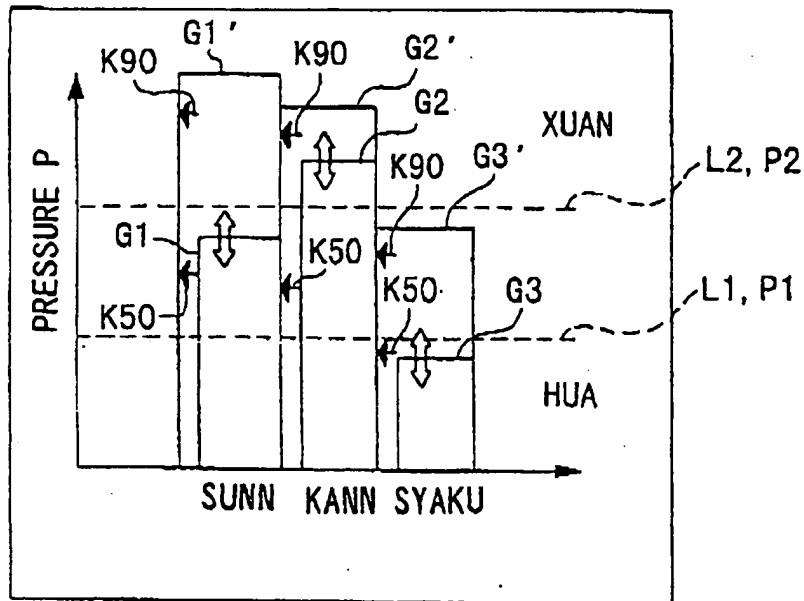 G1'
K90
K90
G2'
G2
XUAN
K90
G3'
L2, P2
PRESSURE P
G1
K50
K50
K50
G3
L1, P1
HUA
SUNN KANN SYAKU